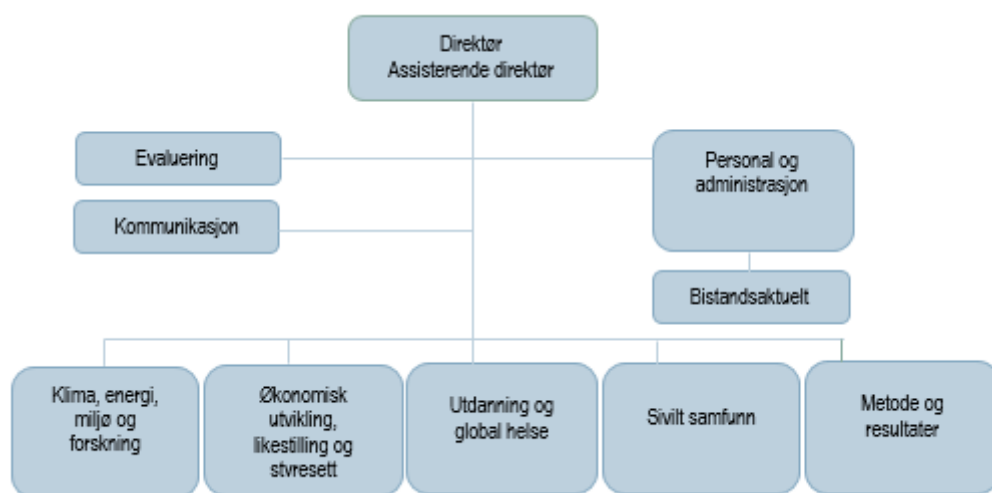 Direktør
Assisterende direktør
Evaluering
Personal og
administrasjon
Kommunikasjon
Bistandsaktuelt
Klima, energi,
miljø og
forskning
Økonomisk
utvikling,
likestilling og
styresett
Utdanning og
global helse
Sivilt samfunn
Metode og
resultater